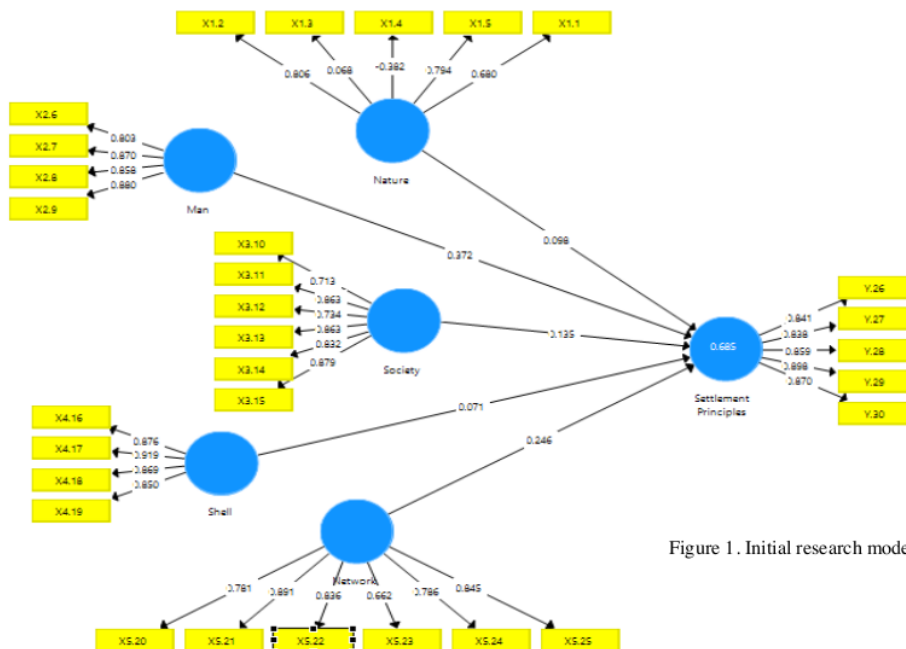 X1.2 X1.3 X1.4 X1.5 X1.1
0.806 0.068 -0.382 0.794 0.680
Nature
X2.6
X2.7
X2.8
X2.9
0.803
0.870
0.858
0.880
Man
0.098
0.372
X3.10
X3.11
X3.12
X3.13
X3.14
X3.15
0.713
0.863
0.734
0.863
0.832
0.879
Society
0.135
0.685
Settlement
Principles
0.841
0.838
0.859
0.898
0.870
Y.26
Y.27
Y.28
Y.29
Y.30
X4.16
X4.17
X4.18
X4.19
0.876
0.919
0.869
0.850
Shell
0.071
0.246
Network
0.781 0.891 0.836 0.662 0.786 0.845
X5.20 X5.21 X5.22 X5.23 X5.24 X5.25
Figure 1. Initial research mode